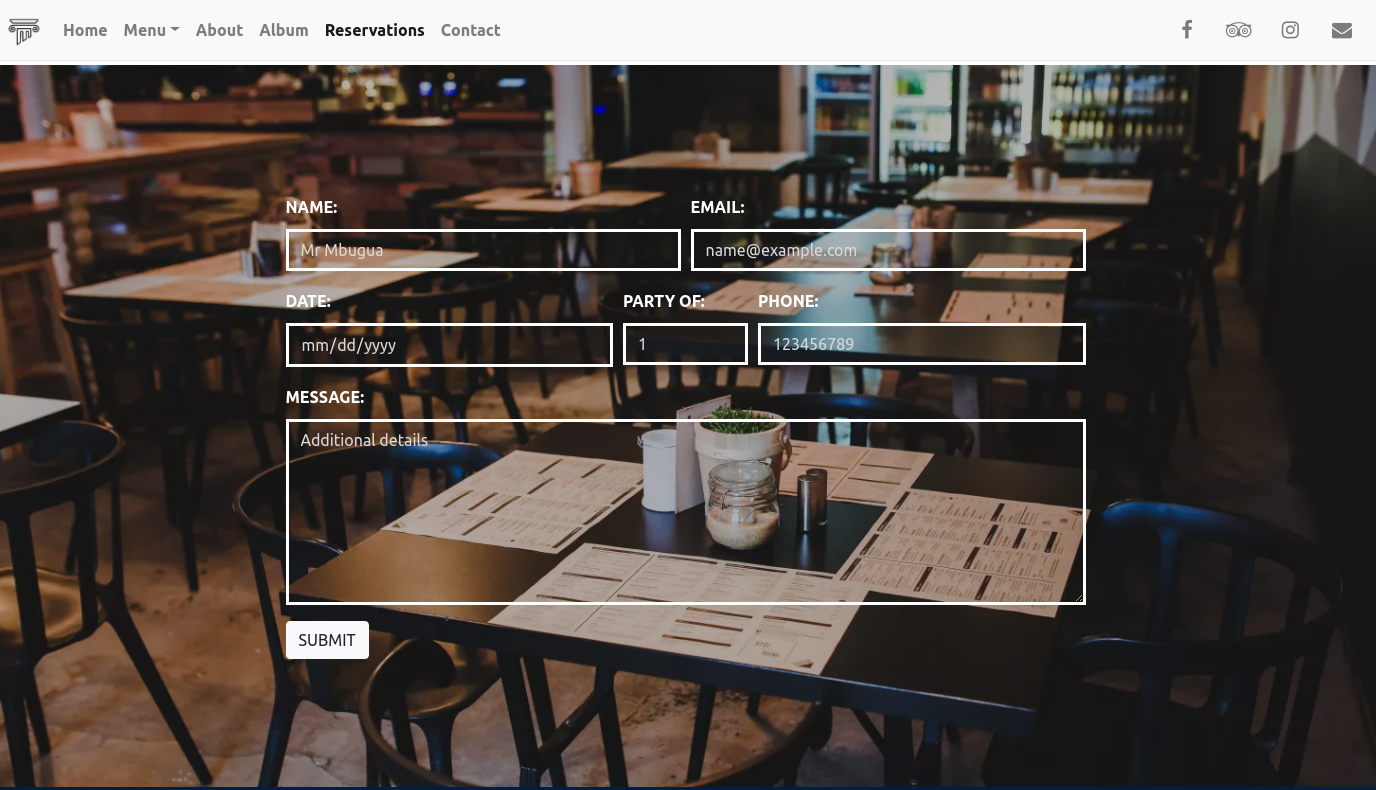 Home Menu About Album Reservations Contact
NAME: EMAIL:
Mr Mbugua name@example.com
DATE: PARTY OF: PHONE:
mm/dd/yyyy 1 123456789
MESSAGE:
Additional details
SUBMIT